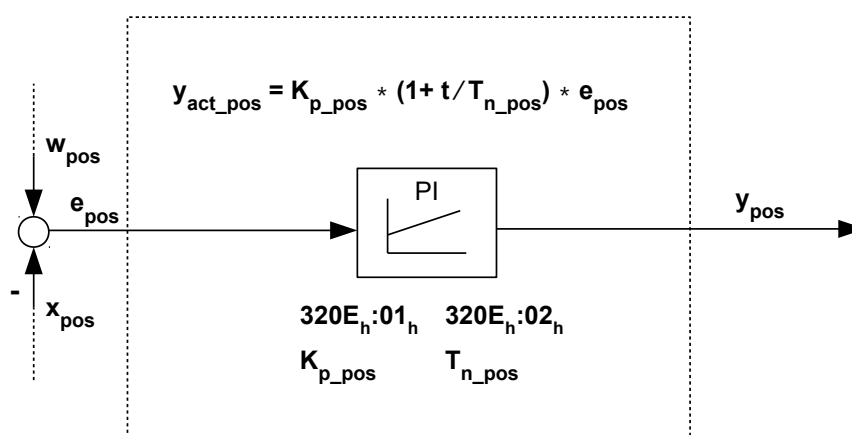 y_act_pos = K_p_pos * (1+ t/T_n_pos) * e_pos
w_pos
e_pos
PI
y_pos
-
x_pos
320E_h:01_h 320E_h:02_h
K_p_pos T_n_pos